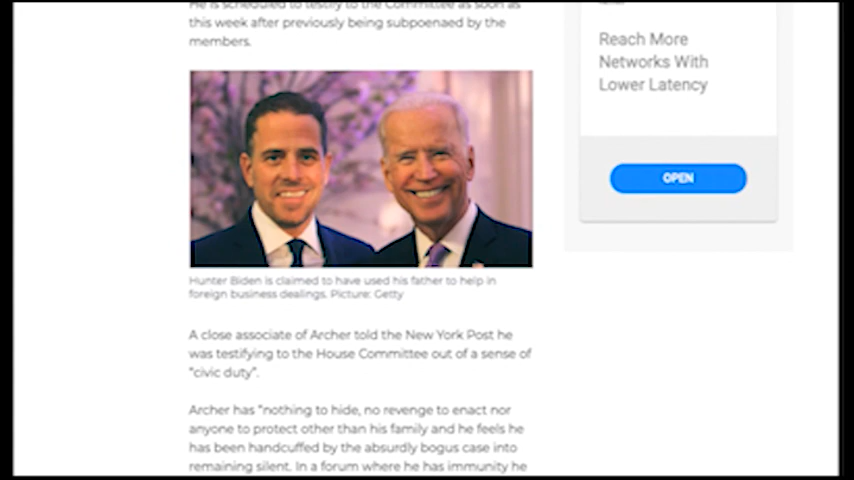 He is scheduled to testify to the Committee as soon as
this week after previously being subpoenaed by the
members.
Hunter Biden is claimed to have used his father to help in
foreign business dealings. Picture: Getty
A close associate of Archer told the New York Post he
was testifying to the House Committee out of a sense of
"civic duty".
Archer has "nothing to hide, no revenge to enact nor
anyone to protect other than his family and he feels he
has been handcuffed by the absurdly bogus case into
remaining silent. In a forum where he has immunity he
Reach More
Networks With
Lower Latency
OPEN